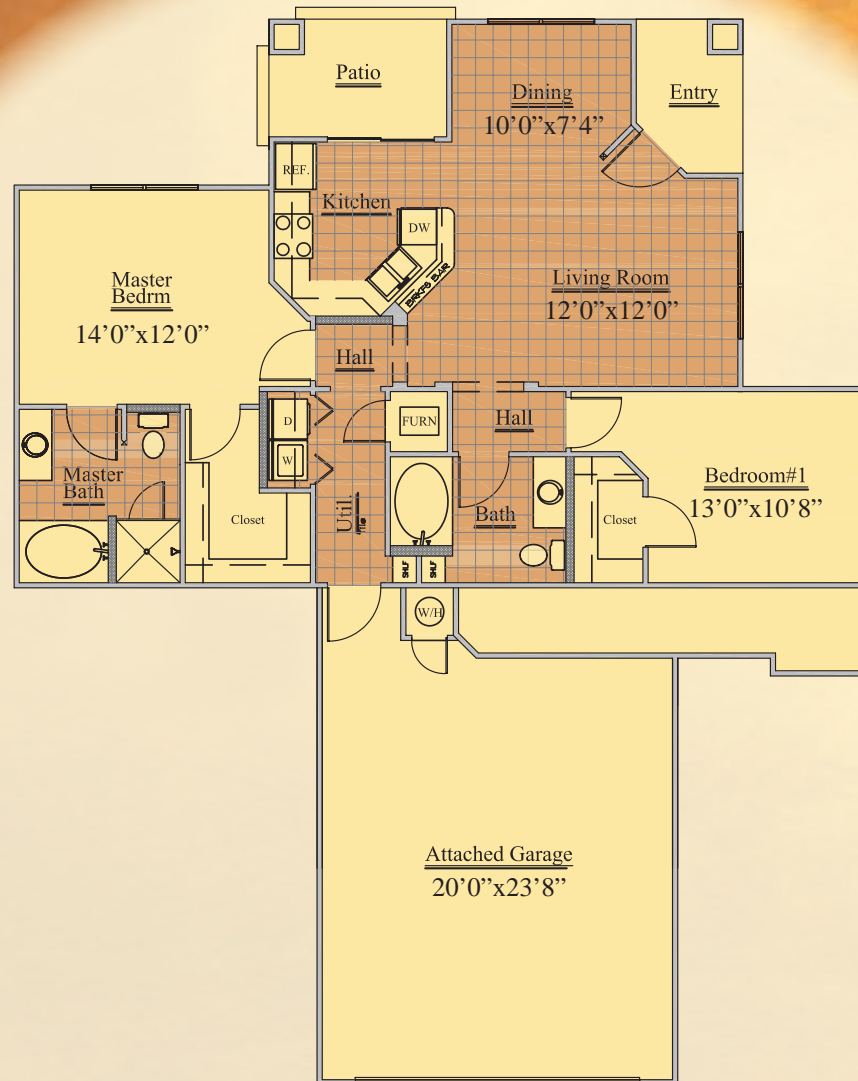 Patio
Dining
10’0”x7’4”
Entry
REF.
Kitchen
DW
BRKFS BAR
Master
Bedrm
14’0”x12’0”
Living Room
12’0”x12’0”
Hall
D
W
FURN
Hall
Master
Bath
Closet
Util.
Bath
Closet
Bedroom#1
13’0”x10’8”
SHLF
SHLF
W/H
Attached Garage
20’0”x23’8”